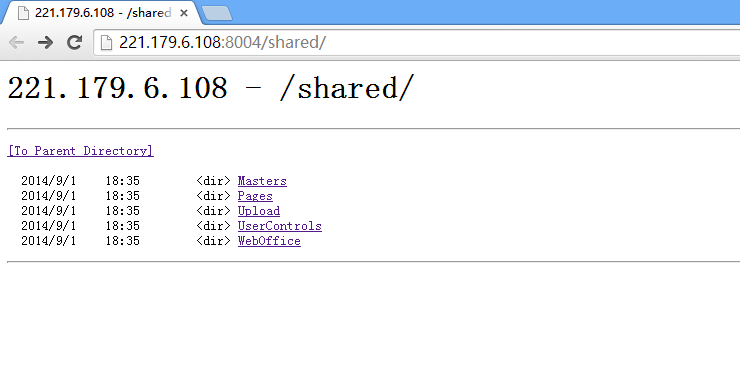 221.179.6.108 - /shared
221.179.6.108:8004/shared/
221.179.6.108 - /shared/
[To Parent Directory]
2014/9/1 18:35 <dir> Masters
2014/9/1 18:35 <dir> Pages
2014/9/1 18:35 <dir> Upload
2014/9/1 18:35 <dir> UserControls
2014/9/1 18:35 <dir> WebOffice